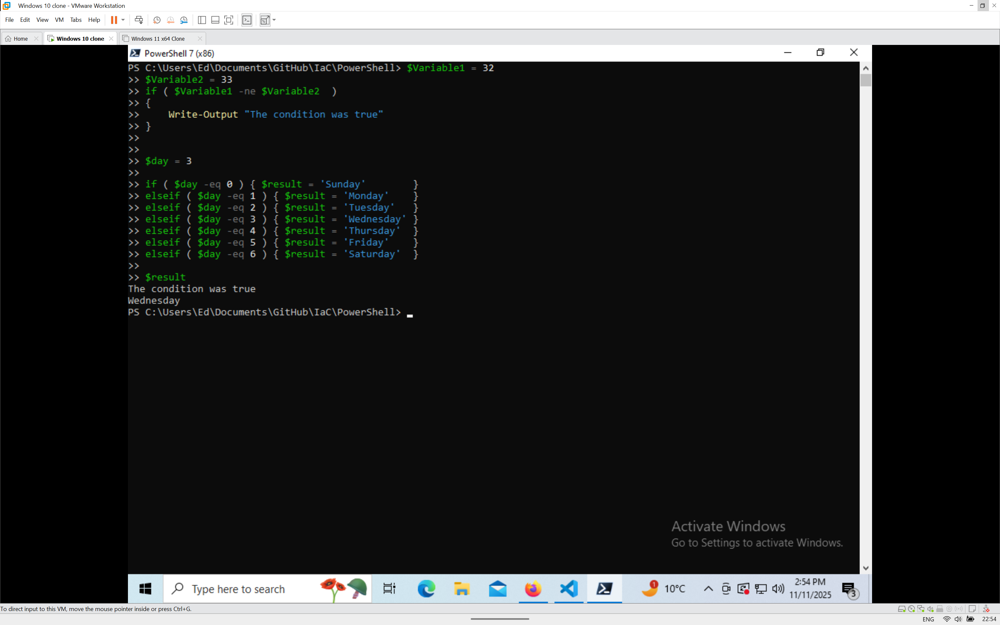 Windows 10 clone - VMware Workstation
File Edit View VM Tabs Help
Home Windows 10 clone Windows 11 x64 Clone
PowerShell 7 (x86)
PS C:\Users\Ed\Documents\GitHub\IaC\PowerShell> $Variable1 = 32
>> $Variable2 = 33
>> if ( $Variable1 -ne $Variable2  )
>> {
>>     Write-Output "The condition was true"
>> }
>>
>>
>> $day = 3
>>
>> if ( $day -eq 0 ) { $result = 'Sunday'        }
>> elseif ( $day -eq 1 ) { $result = 'Monday'    }
>> elseif ( $day -eq 2 ) { $result = 'Tuesday'   }
>> elseif ( $day -eq 3 ) { $result = 'Wednesday' }
>> elseif ( $day -eq 4 ) { $result = 'Thursday'  }
>> elseif ( $day -eq 5 ) { $result = 'Friday'    }
>> elseif ( $day -eq 6 ) { $result = 'Saturday'  }
>>
>> $result
The condition was true
Wednesday
PS C:\Users\Ed\Documents\GitHub\IaC\PowerShell>
Activate Windows
Go to Settings to activate Windows.
Type here to search
1
10°C
2:54 PM
11/11/2025
3
To direct input to this VM, move the mouse pointer inside or press Ctrl+G.
ENG
22:54